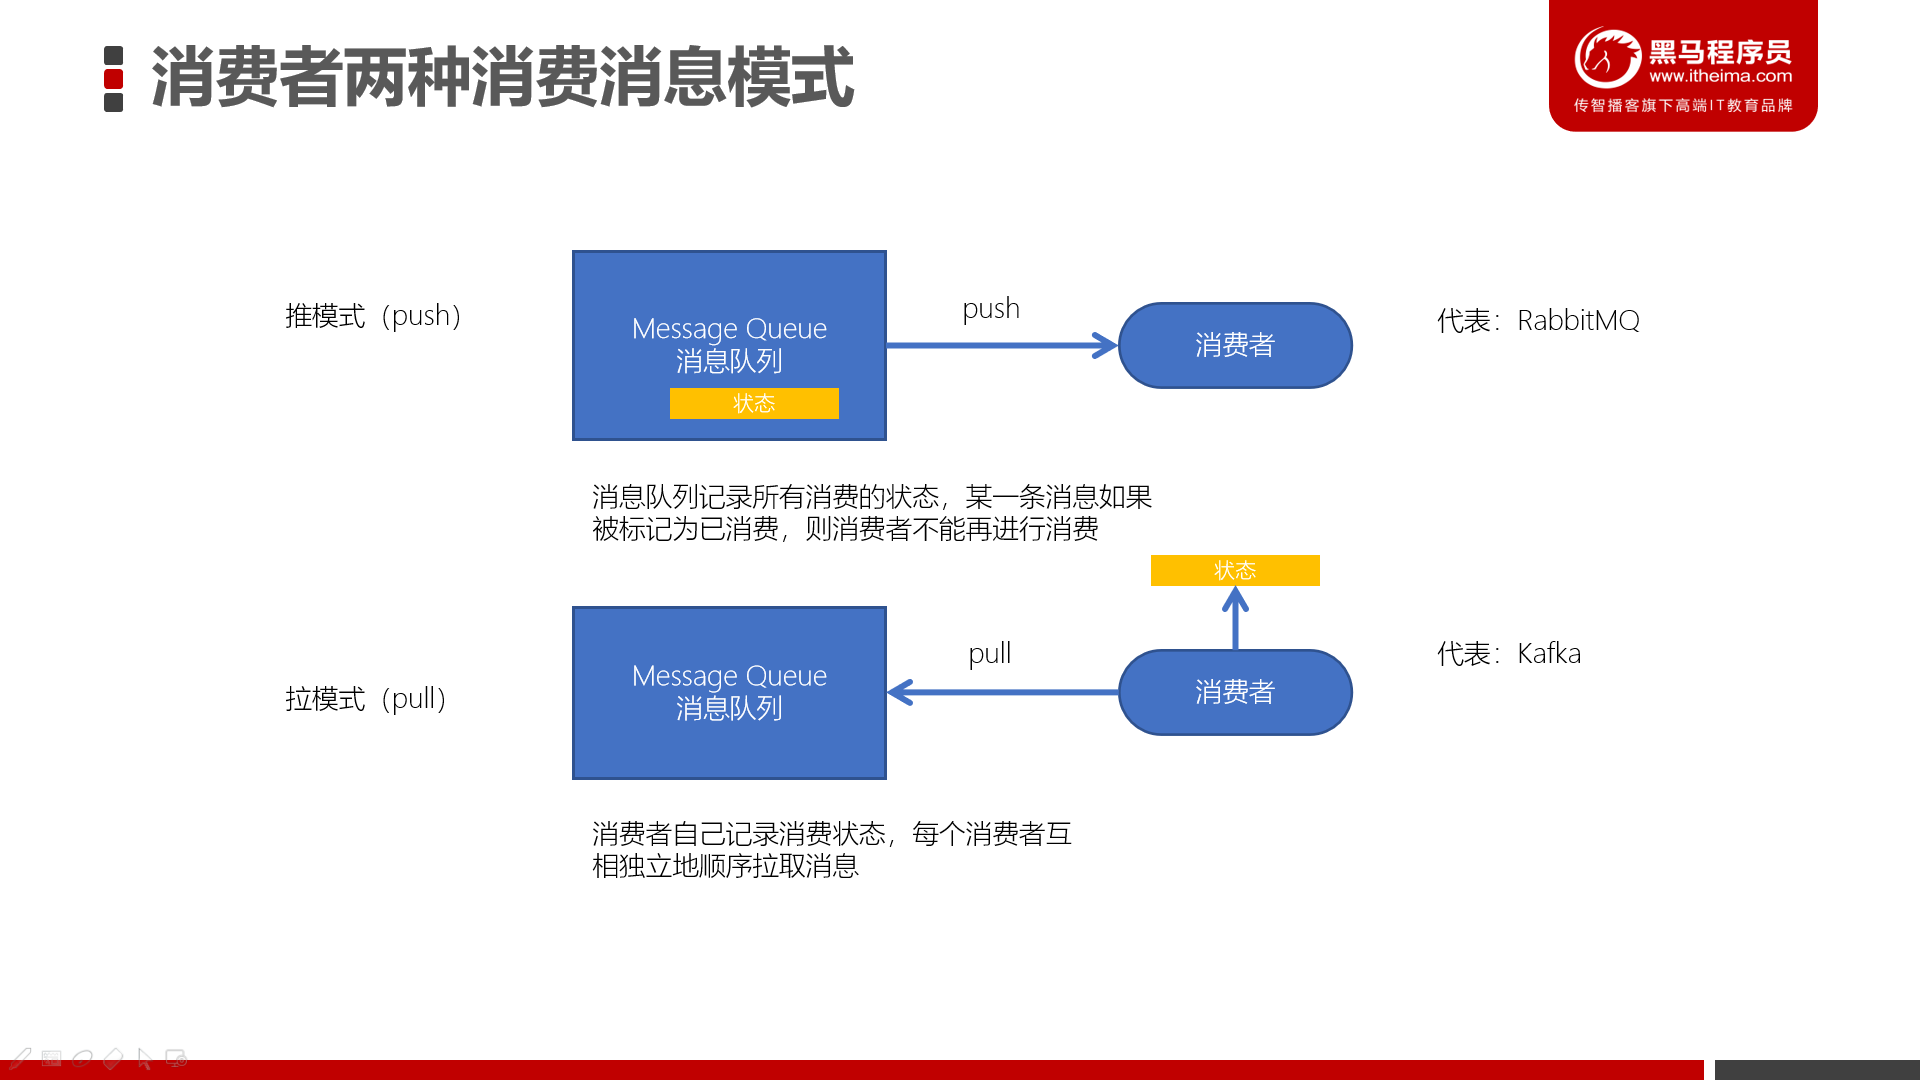 消费者两种消费消息模式
黑马程序员
www.itheima.com
传智播客旗下高端IT教育品牌
推模式（push）
Message Queue
消息队列
状态
push
消费者
代表：RabbitMQ
消息队列记录所有消费的状态，某一条消息如果
被标记为已消费，则消费者不能再进行消费
状态
拉模式（pull）
Message Queue
消息队列
pull
消费者
代表：Kafka
消费者自己记录消费状态，每个消费者互
相独立地顺序拉取消息